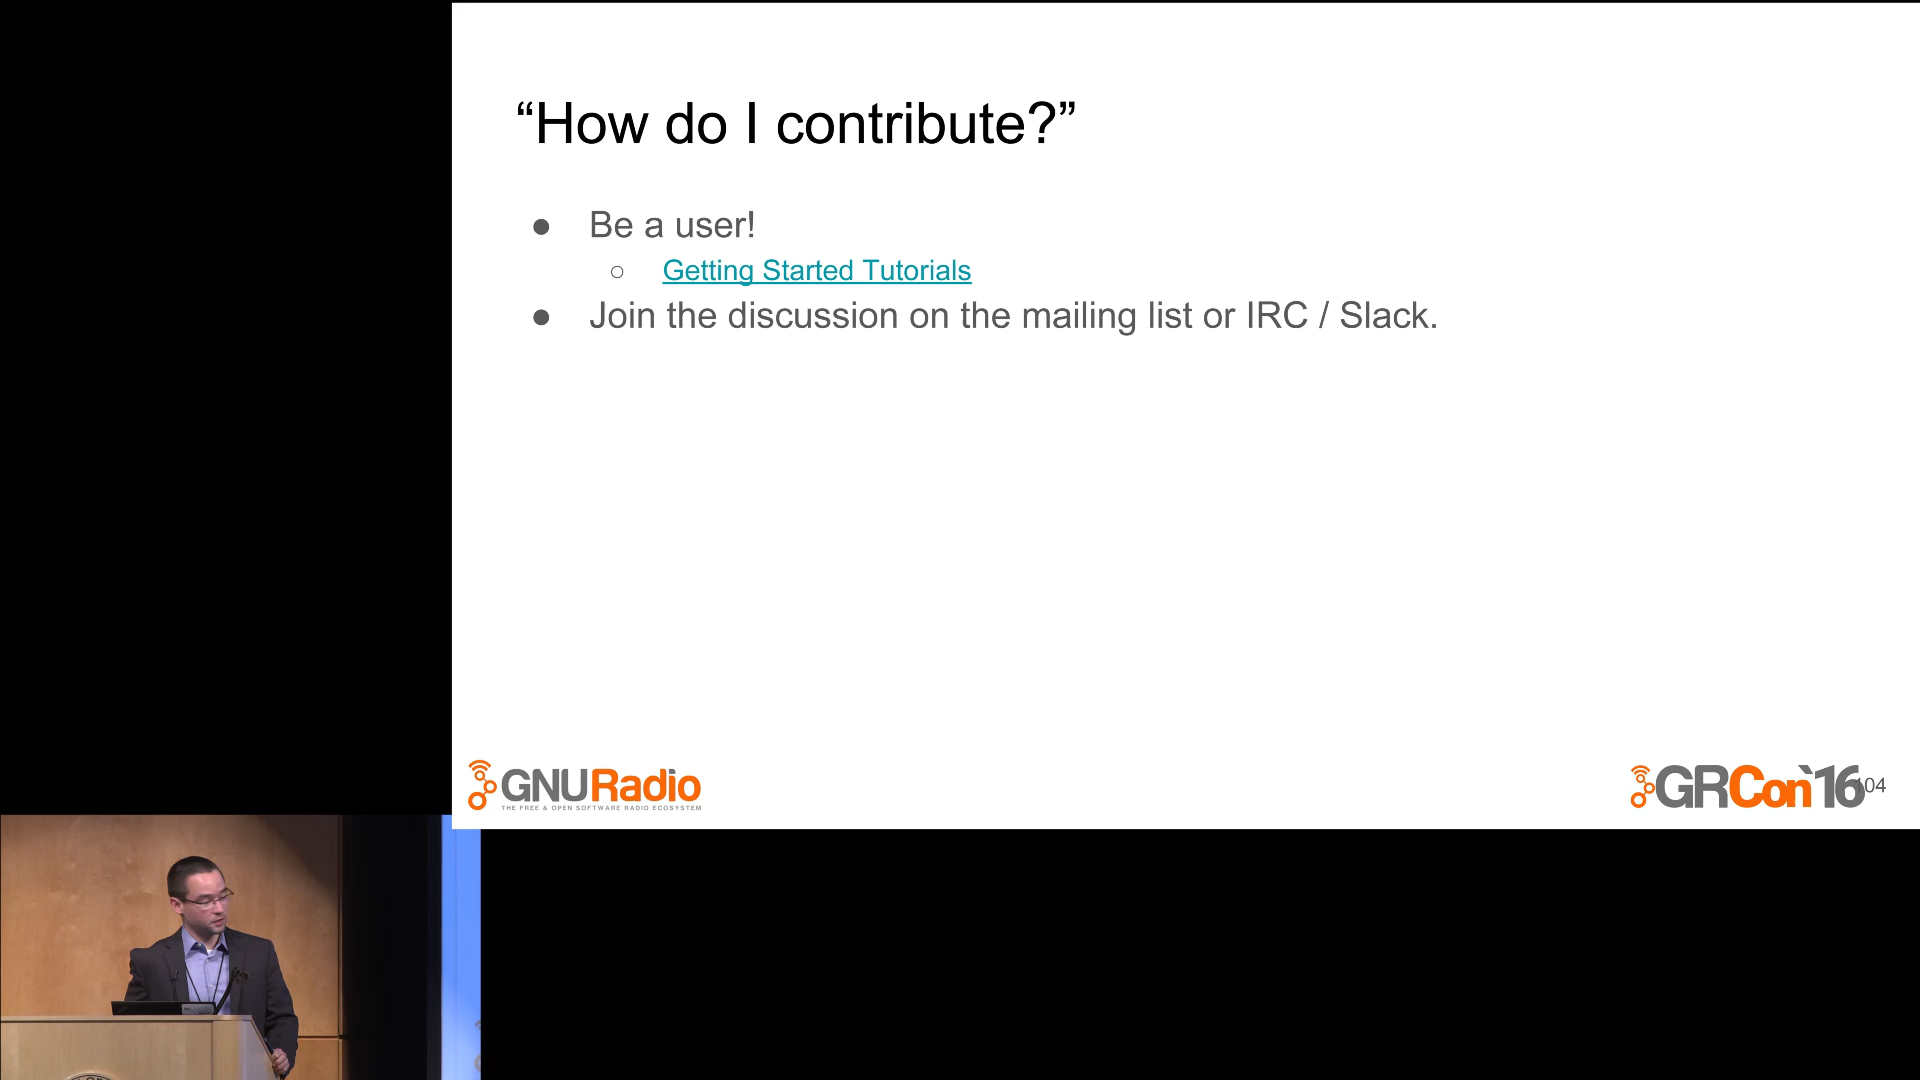 “How do I contribute?”
● Be a user!
○ Getting Started Tutorials
● Join the discussion on the mailing list or IRC / Slack.
GNURadio
THE FREE & OPEN SOFTWARE RADIO ECOSYSTEM
GRCon`16
104